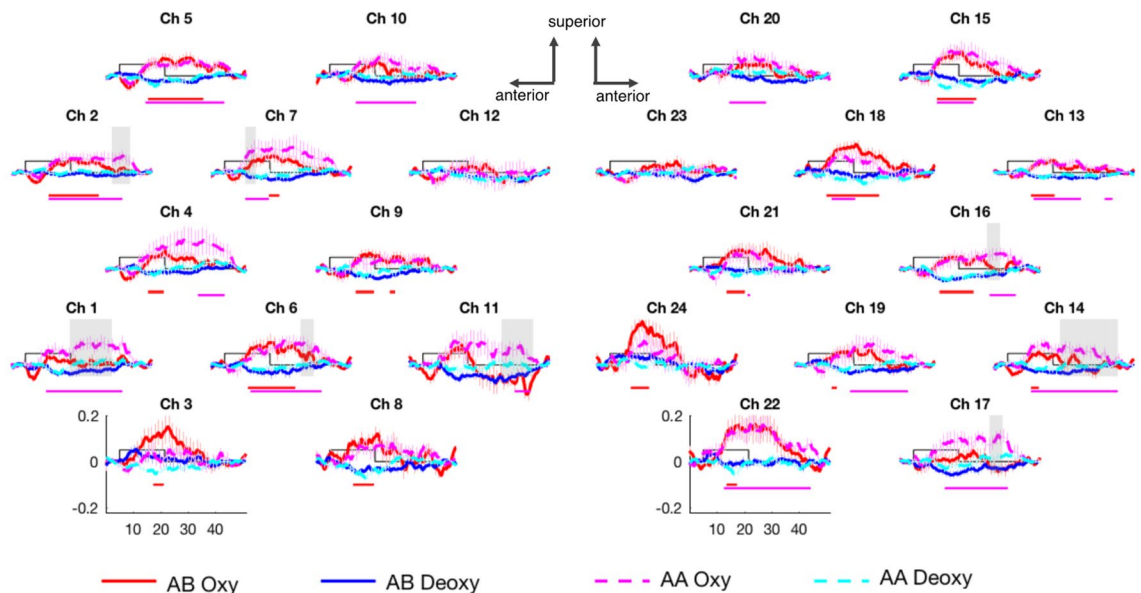 superior
Ch 5 Ch 10 Ch 20 Ch 15
anterior anterior
Ch 2 Ch 7 Ch 12 Ch 23 Ch 18 Ch 13
Ch 4 Ch 9 Ch 21 Ch 16
Ch 1 Ch 6 Ch 11 Ch 24 Ch 19 Ch 14
Ch 3 Ch 8 Ch 22 Ch 17
0.2 0.2
0 0
-0.2 -0.2
10 20 30 40 10 20 30 40
AB Oxy AB Deoxy AA Oxy AA Deoxy